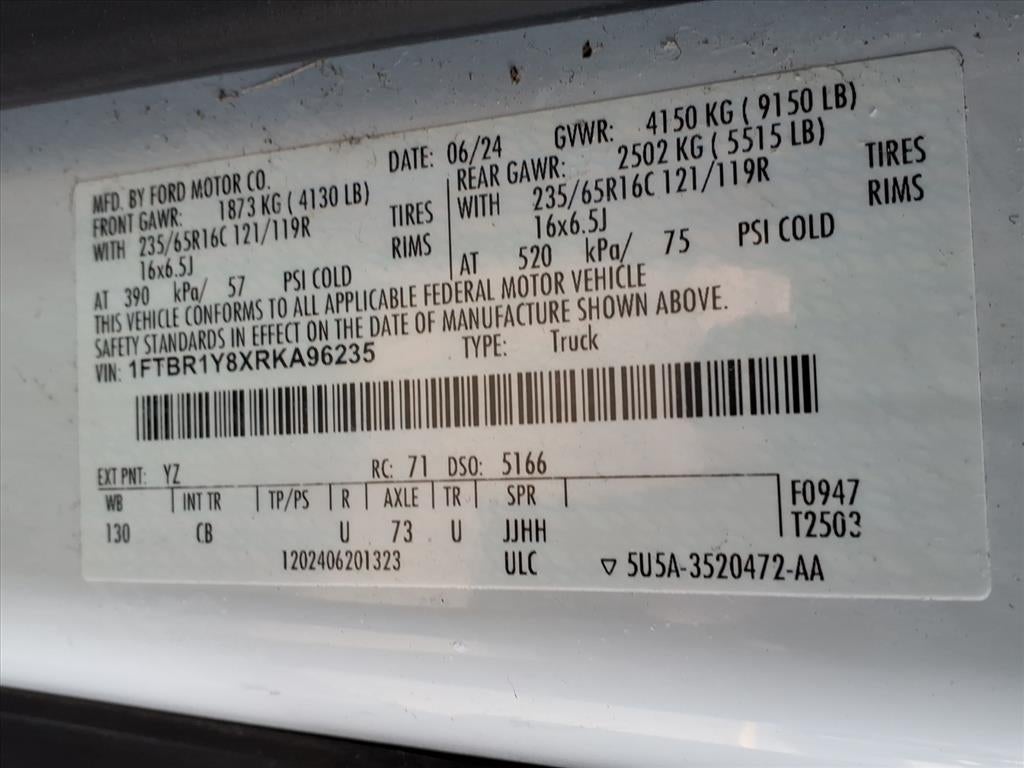 MFD. BY FORD MOTOR CO. DATE: 06/24 GVWR: 4150 KG ( 9150 LB)
FRONT GAWR: 1873 KG ( 4130 LB) REAR GAWR: 2502 KG ( 5515 LB)
WITH 235/65R16C 121/119R TIRES WITH 235/65R16C 121/119R TIRES
16x6.5J RIMS 16x6.5J RIMS
AT 390 kPa/ 57 PSI COLD AT 520 kPa/ 75 PSI COLD
THIS VEHICLE CONFORMS TO ALL APPLICABLE FEDERAL MOTOR VEHICLE
SAFETY STANDARDS IN EFFECT ON THE DATE OF MANUFACTURE SHOWN ABOVE.
VIN: 1FTBR1Y8XRKA96235 TYPE: Truck
EXT PNT: YZ RC: 71 DSO: 5166
WB INT TR TP/PS R AXLE TR SPR F0947
130 CB U 73 U JJHH T2503
1202406201323 ULC ▽ 5U5A-3520472-AA